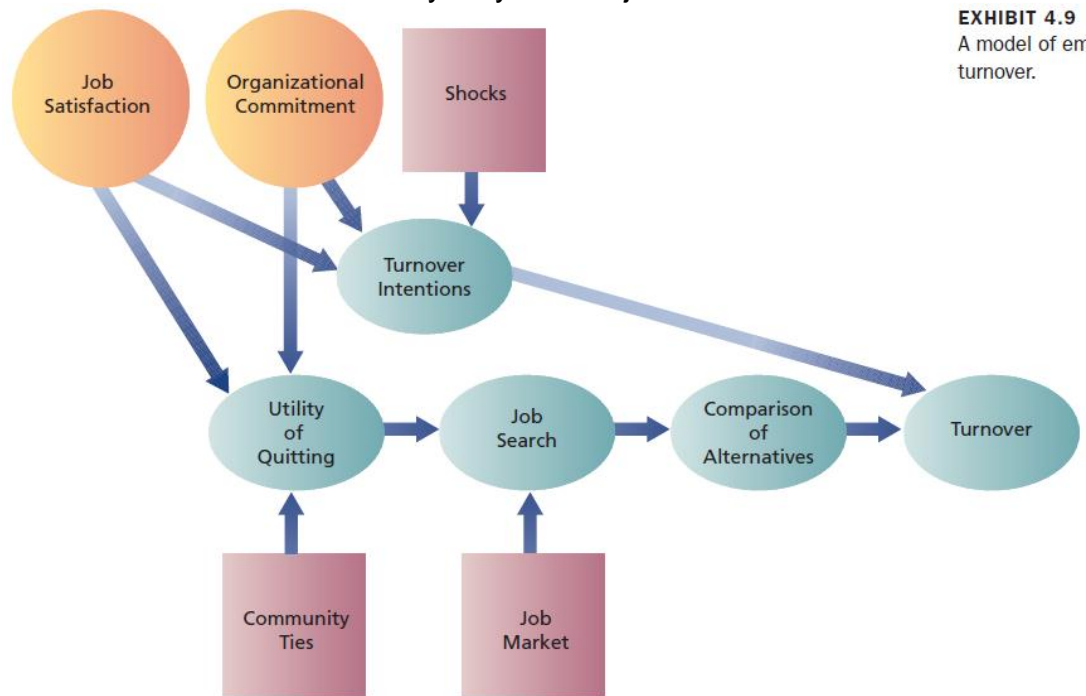 EXHIBIT 4.9
A model of em
turnover.
Job
Satisfaction
Organizational
Commitment
Shocks
Turnover
Intentions
Utility
of
Quitting
Job
Search
Comparison
of
Alternatives
Turnover
Community
Ties
Job
Market